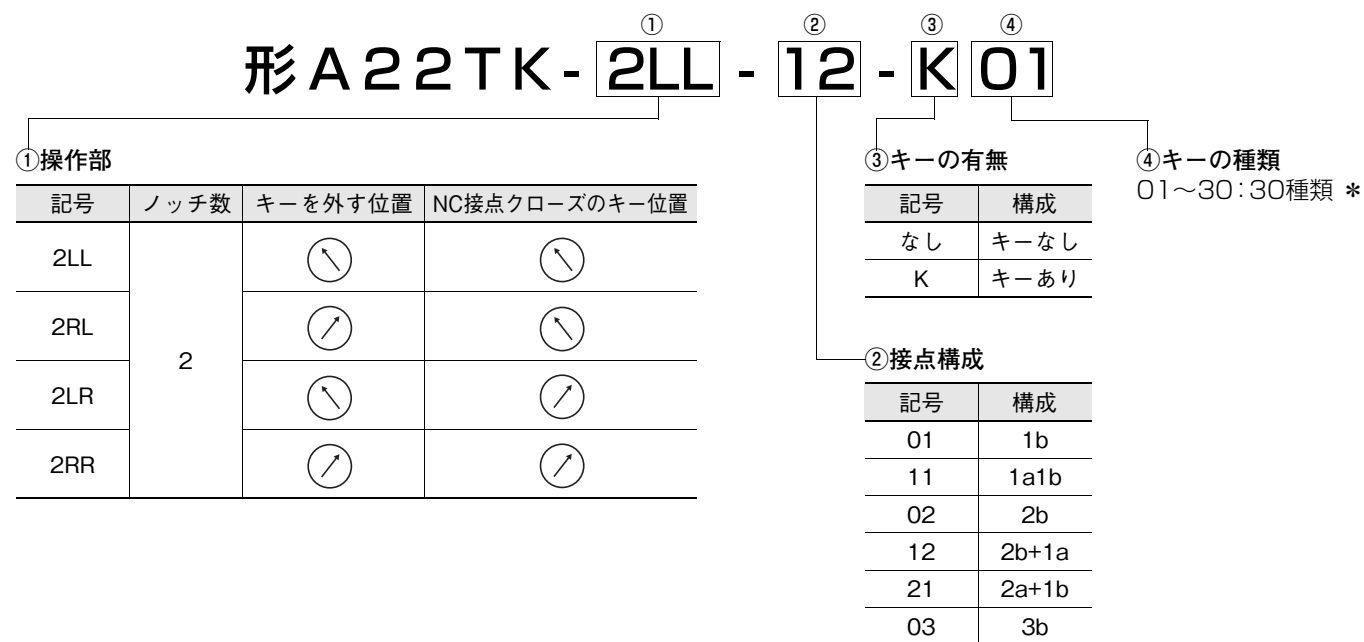 ① ② ③ ④
形A22TK-2LL-12-K01
①操作部
記号 ノッチ数 キーを外す位置 NC接点クローズのキー位置
2LL
2RL
2
2LR
2RR
③キーの有無
記号 構成
なし キーなし
K キーあり
④キーの種類
01～30：30種類 *
②接点構成
記号 構成
01 1b
11 1a1b
02 2b
12 2b+1a
21 2a+1b
03 3b